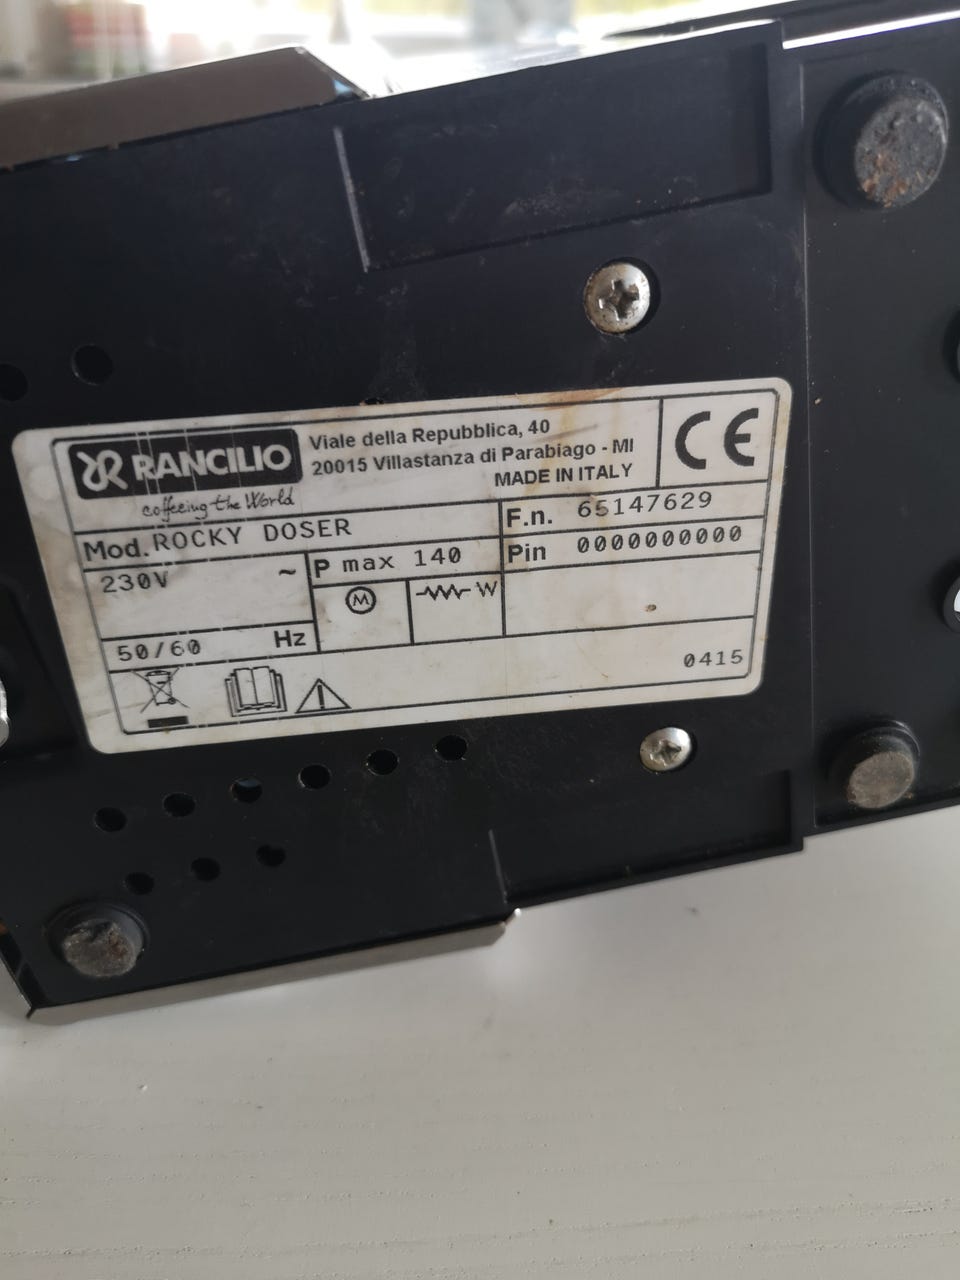 RANCILIO
coffeeing the World
Viale della Repubblica, 40
20015 Villastanza di Parabiago - MI
MADE IN ITALY
CE
Mod. ROCKY DOSER
F.n. 65147629
230V ~
P max 140
Pin 0000000000
M
W
50/60 Hz
0415